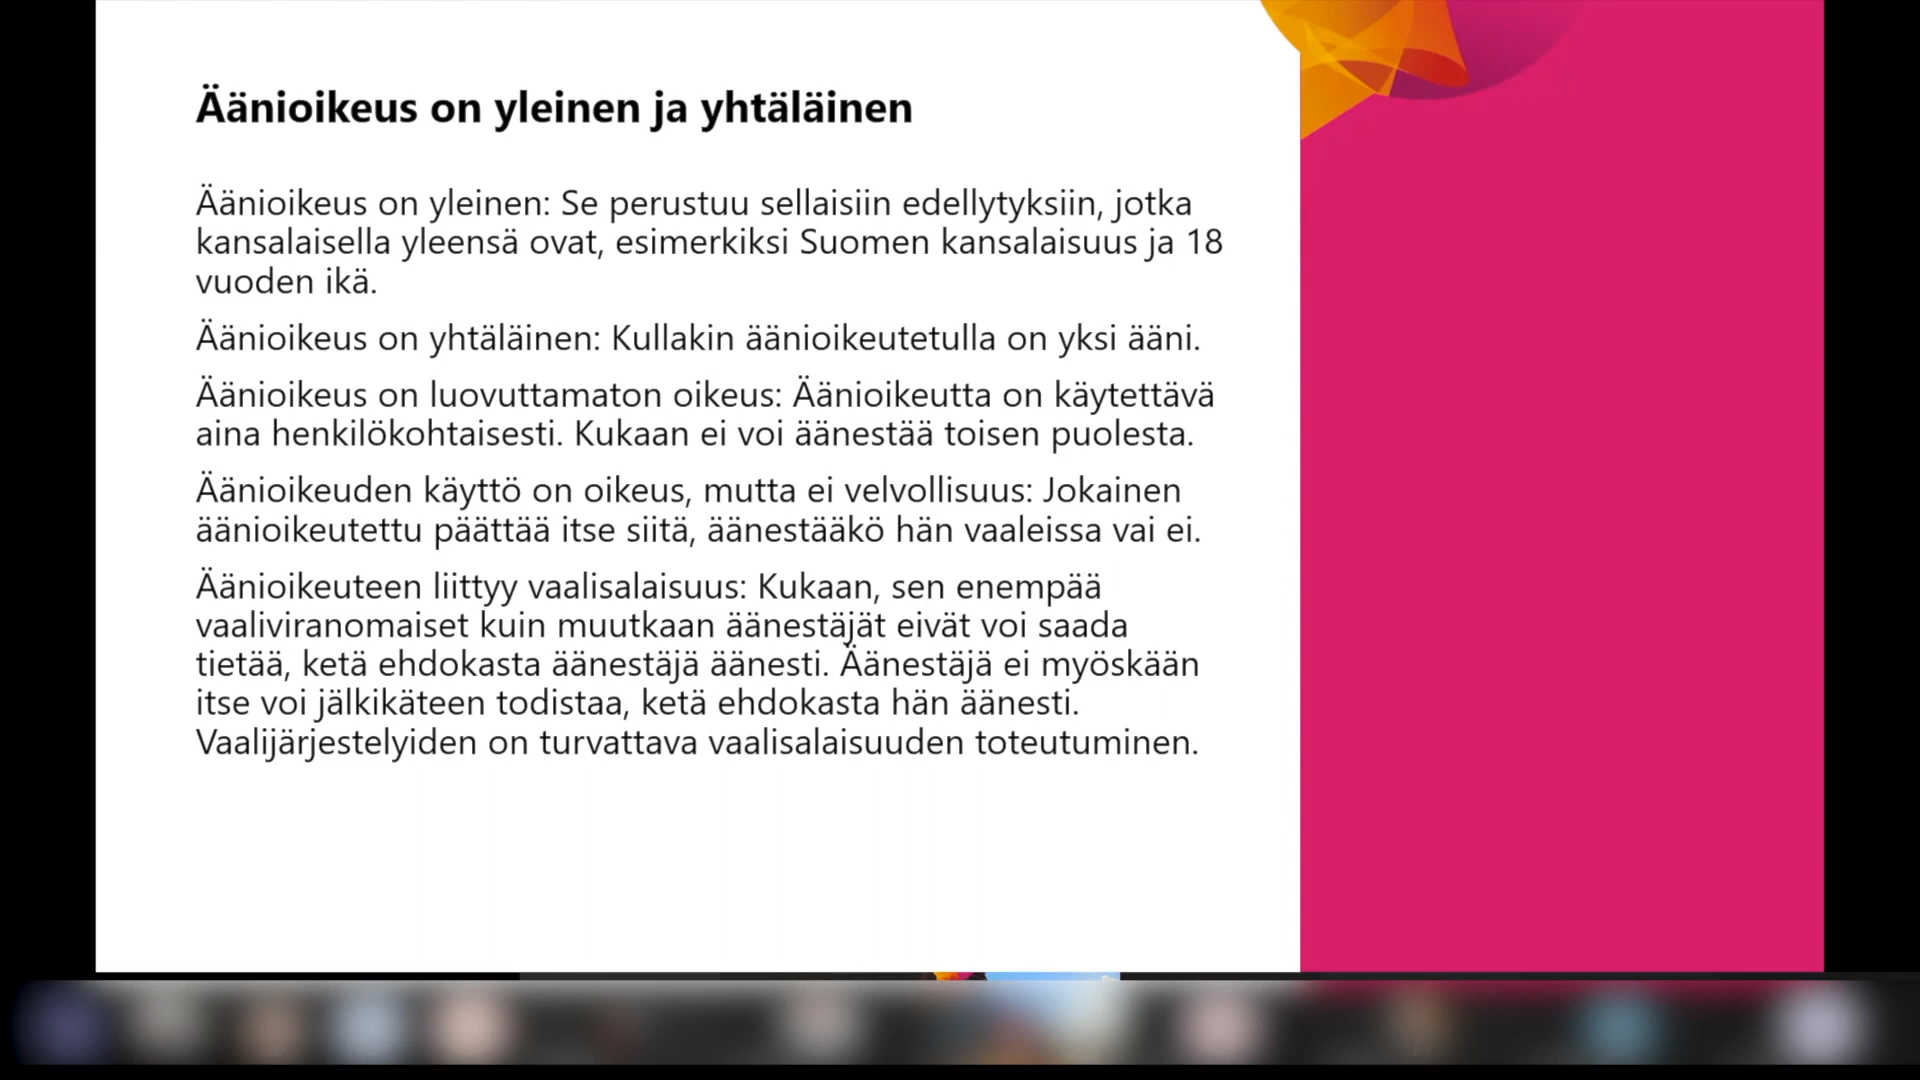 Äänioikeus on yleinen ja yhtäläinen
Äänioikeus on yleinen: Se perustuu sellaisiin edellytyksiin, jotka
kansalaisella yleensä ovat, esimerkiksi Suomen kansalaisuus ja 18
vuoden ikä.
Äänioikeus on yhtäläinen: Kullakin äänioikeutetulla on yksi ääni.
Äänioikeus on luovuttamaton oikeus: Äänioikeutta on käytettävä
aina henkilökohtaisesti. Kukaan ei voi äänestää toisen puolesta.
Äänioikeuden käyttö on oikeus, mutta ei velvollisuus: Jokainen
äänioikeutettu päättää itse siitä, äänestääkö hän vaaleissa vai ei.
Äänioikeuteen liittyy vaalisalaisuus: Kukaan, sen enempää
vaaliviranomaiset kuin muutkaan äänestäjät eivät voi saada
tietää, ketä ehdokasta äänestäjä äänesti. Äänestäjä ei myöskään
itse voi jälkikäteen todistaa, ketä ehdokasta hän äänesti.
Vaalijärjestelyiden on turvattava vaalisalaisuuden toteutuminen.